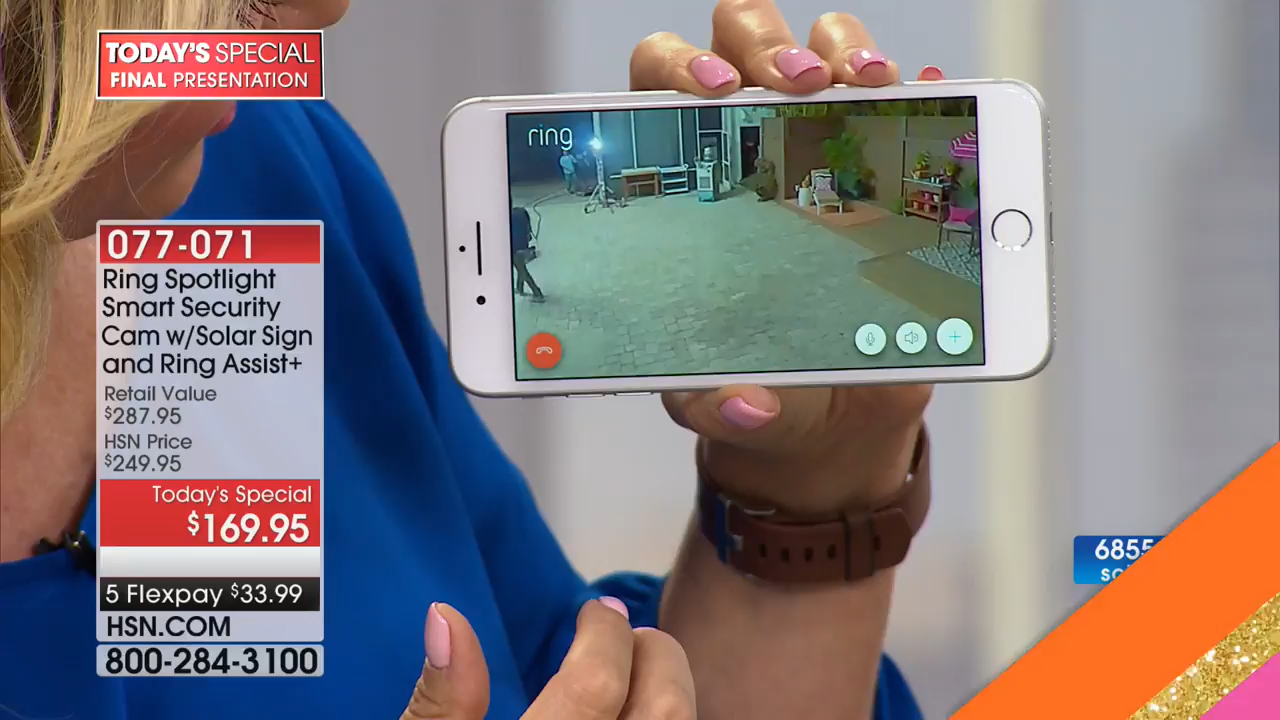 TODAY'S SPECIAL
FINAL PRESENTATION
ring
077-071
Ring Spotlight
Smart Security
Cam w/Solar Sign
and Ring Assist+
Retail Value
$287.95
HSN Price
$249.95
Today's Special
$169.95
5 Flexpay $33.99
HSN.COM
800-284-3100
6855